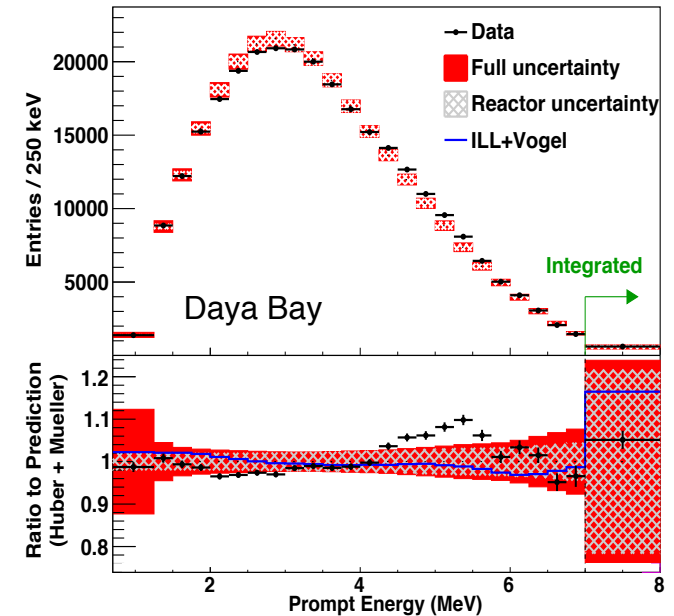 Data
Full uncertainty
Reactor uncertainty
ILL+Vogel
Entries / 250 keV
20000
15000
10000
5000
Integrated
Daya Bay
Ratio to Prediction
(Huber + Mueller)
1.2
1.1
1
0.9
0.8
2
4
6
8
Prompt Energy (MeV)